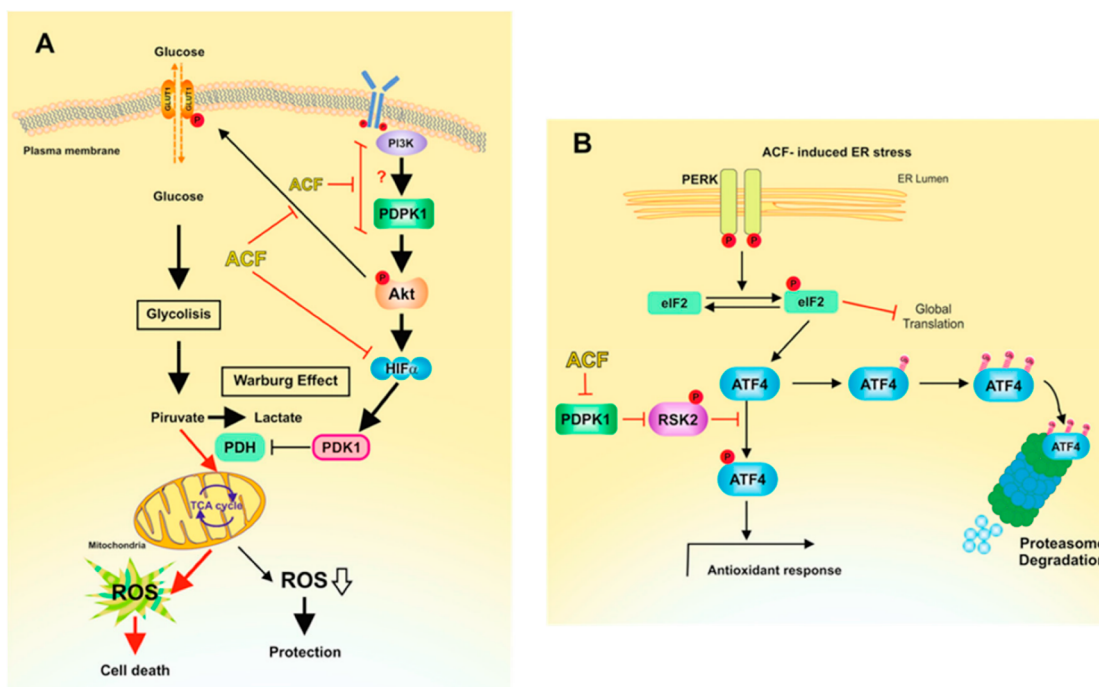 A
Glucose
GLUT1
GLUT1
P
Plasma membrane
P
P
PI3K
?
ACF
Glucose
PDPK1
ACF
P
Akt
Glycolisis
HIFα
Warburg Effect
Piruvate
Lactate
PDH
PDK1
TCA cycle
Mitochondria
ROS
ROS
Cell death
Protection
B
ACF- induced ER stress
PERK
ER Lumen
P
P
P
eIF2
eIF2
Global
Translation
ACF
ATF4
ATF4
ATF4
P
PDPK1
RSK2
ATF4
P
ATF4
Proteasome
Degradation
Antioxidant response